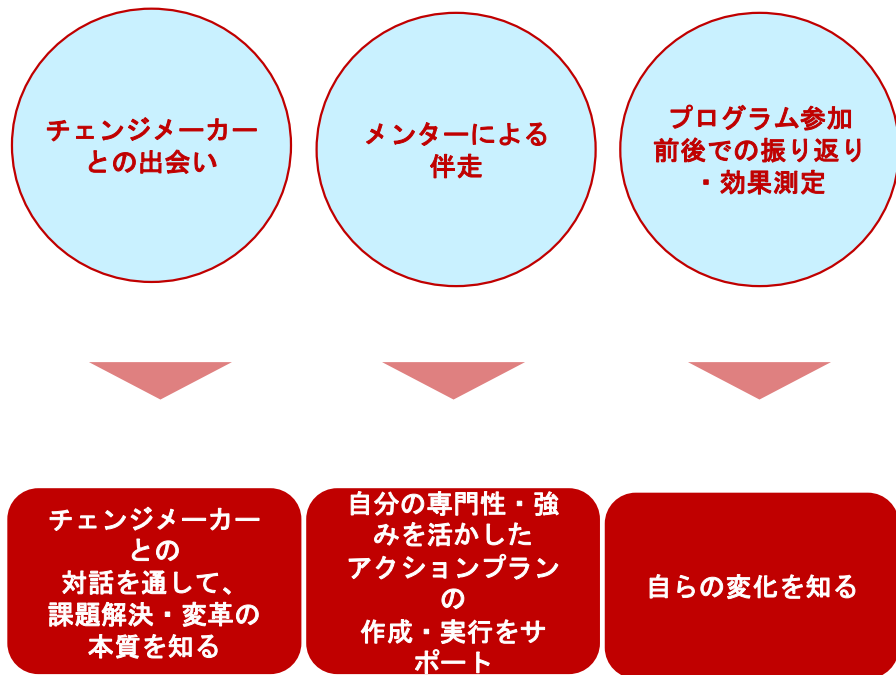 チェンジメーカー
との出会い
メンターによる
伴走
プログラム参加
前後での振り返り
・効果測定
チェンジメーカー
との
対話を通して、
課題解決・変革の
本質を知る
自分の専門性・強
みを活かした
アクションプラン
の
作成・実行をサ
ポート
自らの変化を知る